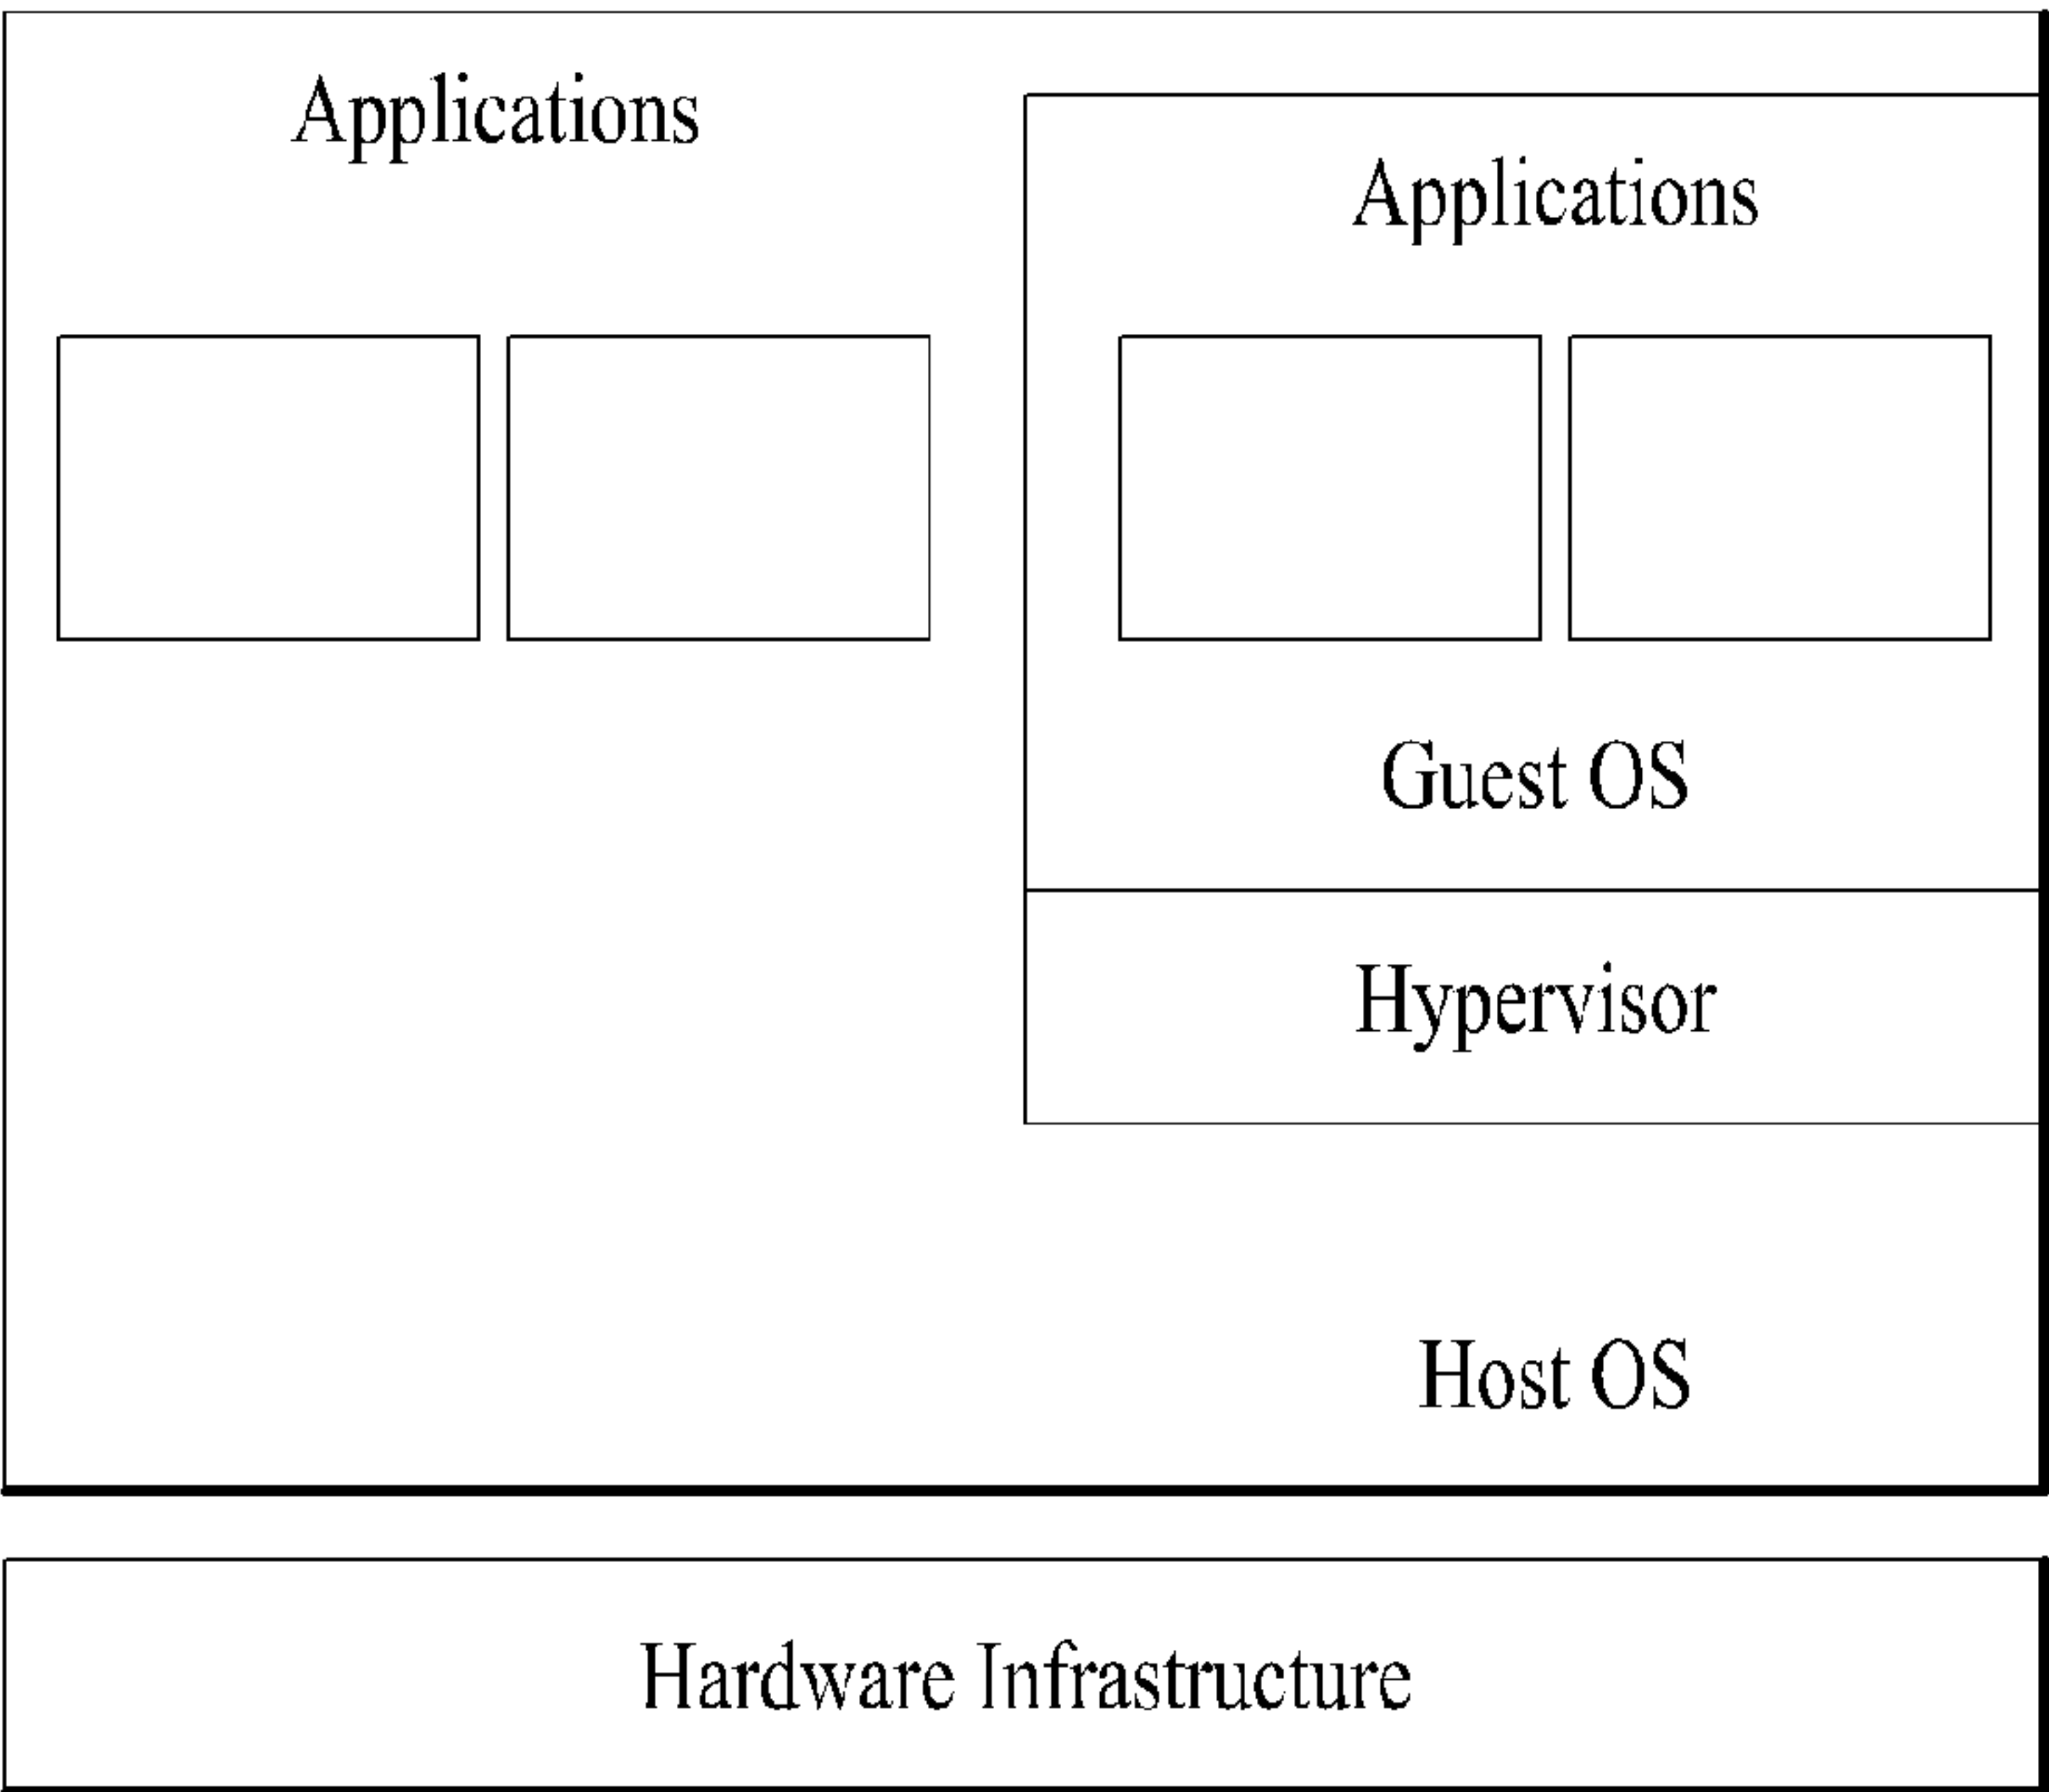 Applications
Applications
Guest OS
Hypervisor
Host OS
Hardware Infrastructure